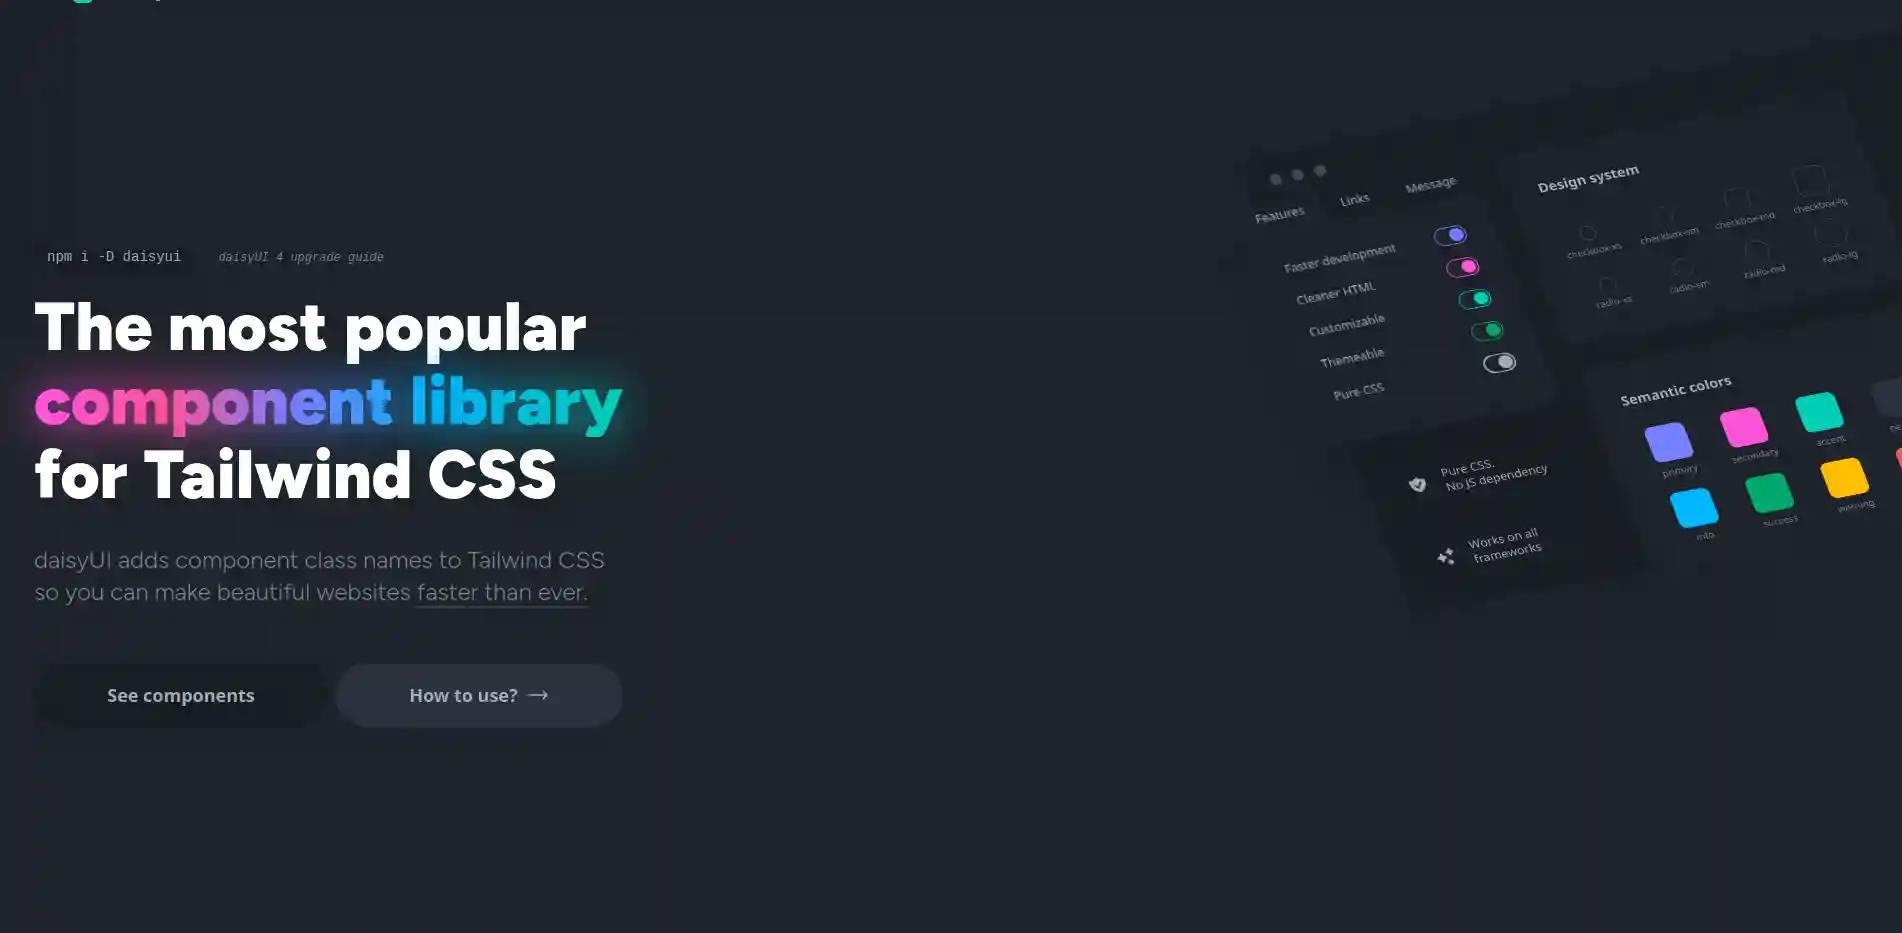 npm i -D daisyui
daisyUI 4 upgrade guide
The most popular
component library
for Tailwind CSS
daisyUI adds component class names to Tailwind CSS
so you can make beautiful websites faster than ever.
See components
How to use? →
Features
Links
Message
Faster development
Cleaner HTML
Customizable
Themeable
Pure CSS
Pure CSS.
No JS dependency
Works on all
frameworks
Design system
checkbox-xs
checkbox-sm
checkbox-md
checkbox-lg
radio-xs
radio-sm
radio-md
radio-lg
Semantic colors
primary
secondary
accent
info
success
warning